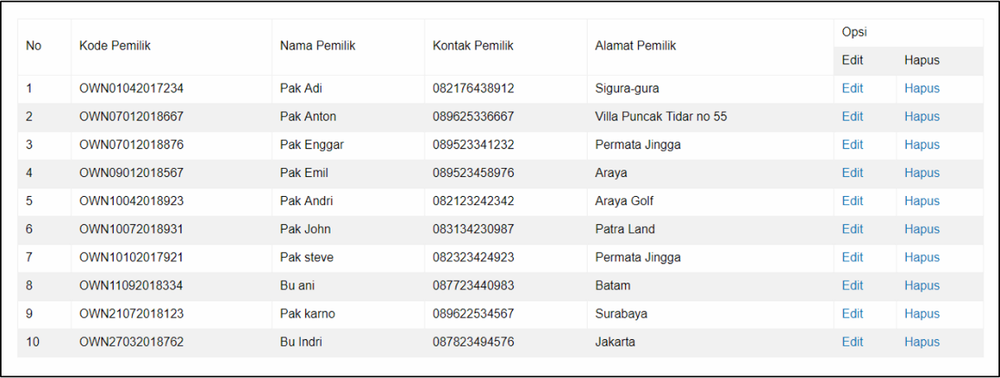 No Kode Pemilik Nama Pemilik Kontak Pemilik Alamat Pemilik Opsi
Edit Hapus
1 OWN01042017234 Pak Adi 082176438912 Sigura-gura Edit Hapus
2 OWN07012018667 Pak Anton 089625336667 Villa Puncak Tidar no 55 Edit Hapus
3 OWN07012018876 Pak Enggar 089523341232 Permata Jingga Edit Hapus
4 OWN09012018567 Pak Emil 089523458976 Araya Edit Hapus
5 OWN10042018923 Pak Andri 082123242342 Araya Golf Edit Hapus
6 OWN10072018931 Pak John 083134230987 Patra Land Edit Hapus
7 OWN10102017921 Pak steve 082323424923 Permata Jingga Edit Hapus
8 OWN11092018334 Bu ani 087723440983 Batam Edit Hapus
9 OWN21072018123 Pak karno 089622534567 Surabaya Edit Hapus
10 OWN27032018762 Bu Indri 087823494576 Jakarta Edit Hapus